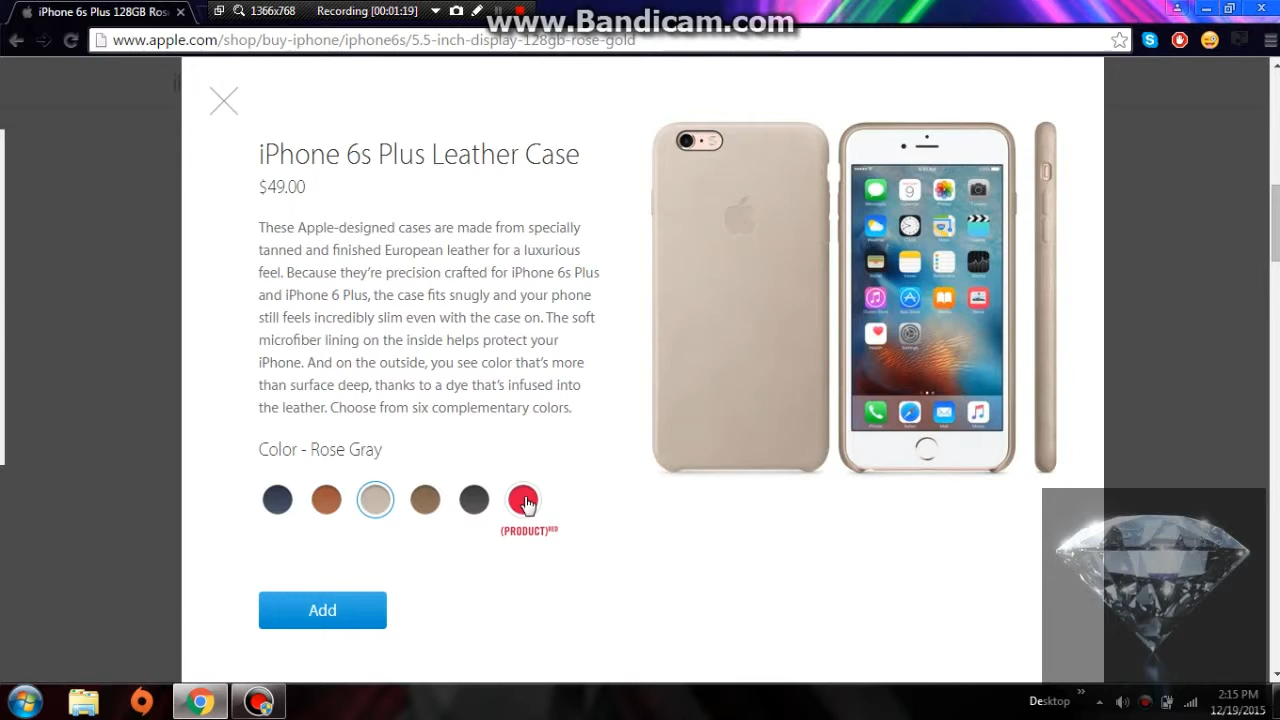 iPhone 6s Plus 128GB Ros
1366x768
Recording [00:01:19]
www.Bandicam.com
www.apple.com/shop/buy-iphone/iphone6s/5.5-inch-display-128gb-rose-gold
iPhone 6s Plus Leather Case
$49.00
These Apple-designed cases are made from specially
tanned and finished European leather for a luxurious
feel. Because they’re precision crafted for iPhone 6s Plus
and iPhone 6 Plus, the case fits snugly and your phone
still feels incredibly slim even with the case on. The soft
microfiber lining on the inside helps protect your
iPhone. And on the outside, you see color that’s more
than surface deep, thanks to a dye that’s infused into
the leather. Choose from six complementary colors.
Color - Rose Gray
(PRODUCT)RED
Add
Desktop
2:15 PM
12/19/2015